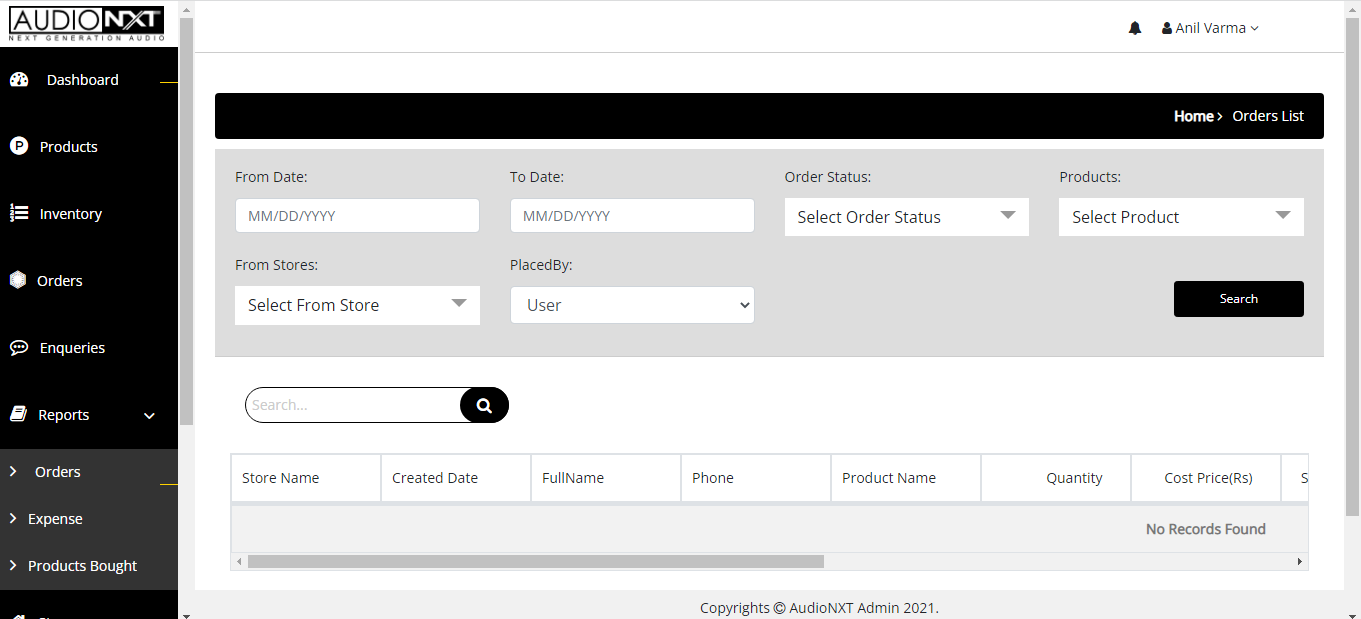 AUDIONXT
NEXT GENERATION AUDIO
Anil Varma
Dashboard
Products
Inventory
Orders
Enqueries
Reports
Orders
Expense
Products Bought
Home > Orders List
From Date: To Date: Order Status: Products:
MM/DD/YYYY MM/DD/YYYY Select Order Status Select Product
From Stores: PlacedBy:
Select From Store User Search
Search...
Store Name Created Date FullName Phone Product Name Quantity Cost Price(Rs)
No Records Found
Copyrights © AudioNXT Admin 2021.